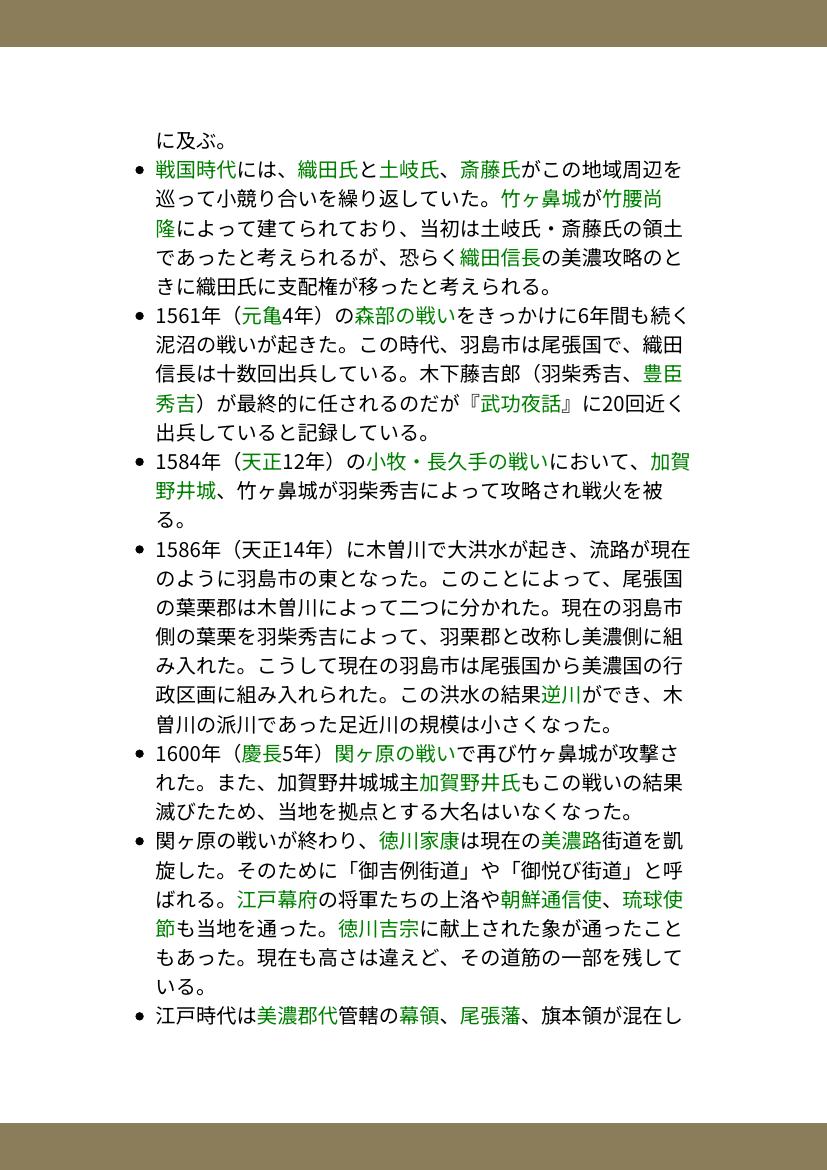 に及ぶ。
• 戦国時代には、織田氏と土岐氏、斎藤氏がこの地域周辺を
巡って小競り合いを繰り返していた。竹ヶ鼻城が竹腰尚
隆によって建てられており、当初は土岐氏・斎藤氏の領土
であったと考えられるが、恐らく織田信長の美濃攻略のと
きに織田氏に支配権が移ったと考えられる。
• 1561年（元亀4年）の森部の戦いをきっかけに6年間も続く
泥沼の戦いが起きた。この時代、羽島市は尾張国で、織田
信長は十数回出兵している。木下藤吉郎（羽柴秀吉、豊臣
秀吉）が最終的に任されるのだが『武功夜話』に20回近く
出兵していると記録している。
• 1584年（天正12年）の小牧・長久手の戦いにおいて、加賀
野井城、竹ヶ鼻城が羽柴秀吉によって攻略され戦火を被
る。
• 1586年（天正14年）に木曽川で大洪水が起き、流路が現在
のように羽島市の東となった。このことによって、尾張国
の葉栗郡は木曽川によって二つに分かれた。現在の羽島市
側の葉栗を羽柴秀吉によって、羽栗郡と改称し美濃側に組
み入れた。こうして現在の羽島市は尾張国から美濃国の行
政区画に組み入れられた。この洪水の結果逆川ができ、木
曽川の派川であった足近川の規模は小さくなった。
• 1600年（慶長5年）関ヶ原の戦いで再び竹ヶ鼻城が攻撃さ
れた。また、加賀野井城城主加賀野井氏もこの戦いの結果
滅びたため、当地を拠点とする大名はいなくなった。
• 関ヶ原の戦いが終わり、徳川家康は現在の美濃路街道を凱
旋した。そのために「御吉例街道」や「御悦び街道」と呼
ばれる。江戸幕府の将軍たちの上洛や朝鮮通信使、琉球使
節も当地を通った。徳川吉宗に献上された象が通ったこと
もあった。現在も高さは違えど、その道筋の一部を残して
いる。
• 江戸時代は美濃郡代管轄の幕領、尾張藩、旗本領が混在し